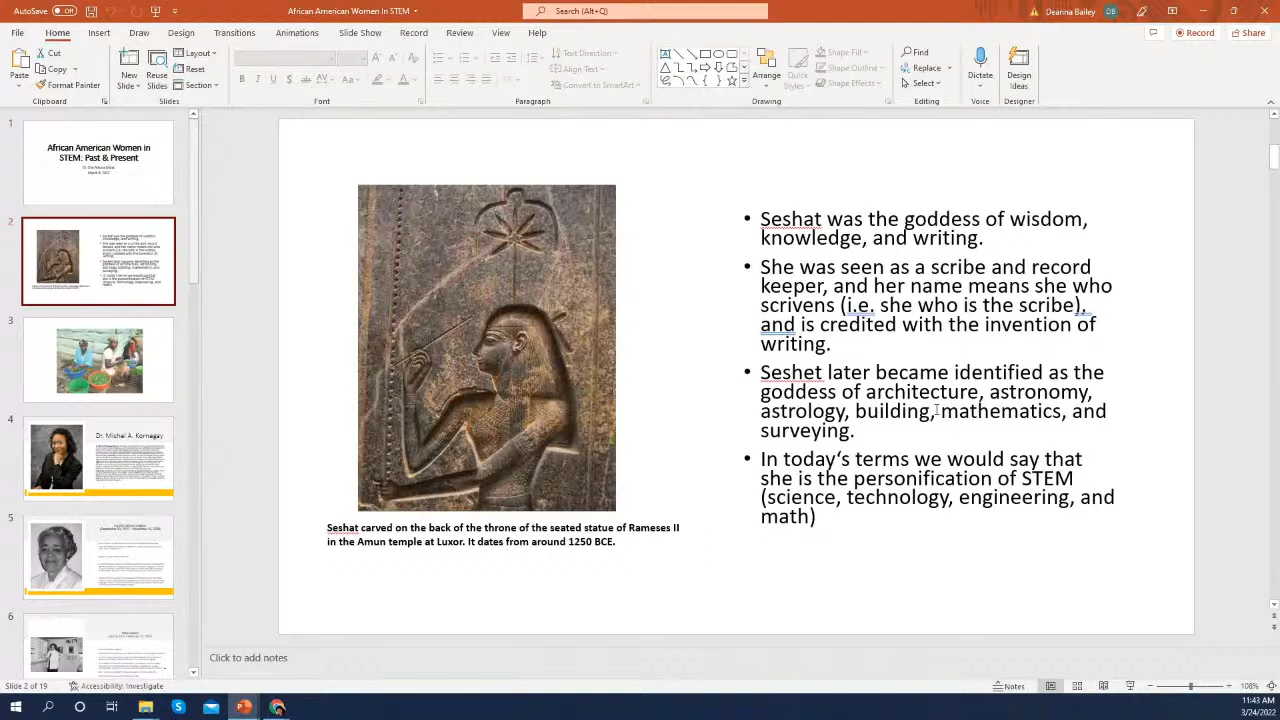 AutoSave Off
African American Women In STEM
Search (Alt+Q)
Deanna Bailey DB
File Home Insert Draw Design Transitions Animations Slide Show Record Review View Help
Record Share
Paste
Cut
Copy
Format Painter
Clipboard
New Slide
Reuse Slides
Layout
Reset
Section
Slides
Font
Text Direction
Align Text
Convert to SmartArt
Paragraph
Arrange
Quick Styles
Shape Fill
Shape Outline
Shape Effects
Drawing
Find
Replace
Select
Editing
Dictate
Voice
Design Ideas
Designer
1
African American Women in
STEM: Past & Present
2
4
Dr. Michel A. Kornegay
6
• Seshat was the goddess of wisdom,
knowledge, and writing.
• She was seen as a scribe and record
keeper, and her name means she who
scrivens (i.e. she who is the scribe),
and is credited with the invention of
writing.
• Seshet later became identified as the
goddess of architecture, astronomy,
astrology, building, mathematics, and
surveying.
• In today's terms we would say that
she is the personification of STEM
(science, technology, engineering, and
math)
Seshat carved on the back of the throne of the seated statue of Rameses II
in the Amun temple at Luxor. It dates from around 1250 BCE.
Click to add
Slide 2 of 19 Accessibility: Investigate
Notes
108%
11:43 AM
3/24/2022